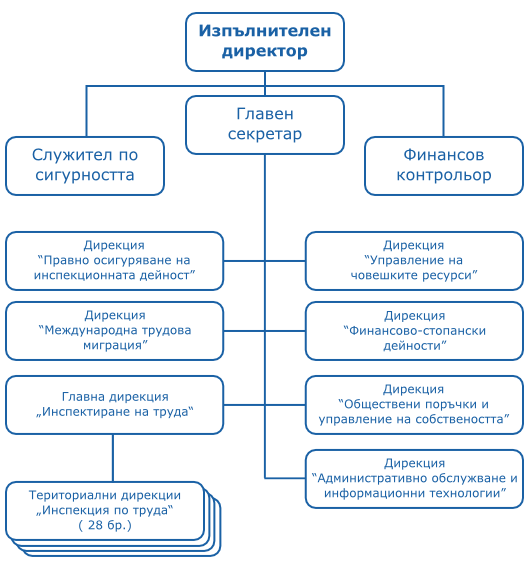 Изпълнителен
директор
Главен
секретар
Служител по
сигурността
Финансов
контрольор
Дирекция
“Правно осигуряване на
инспекционната дейност”
Дирекция
“Управление на
човешките ресурси”
Дирекция
“Международна трудова
миграция”
Дирекция
“Финансово-стопански
дейности”
Главна дирекция
„Инспектиране на труда“
Дирекция
“Обществени поръчки и
управление на собствеността”
Дирекция
“Административно обслужване и
информационни технологии”
Териториални дирекции
„Инспекция по труда“
( 28 бр.)